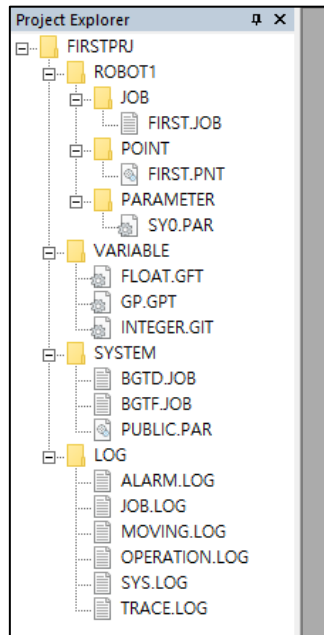 Project Explorer
FIRSTPRJ
ROBOT1
JOB
FIRST.JOB
POINT
FIRST.PNT
PARAMETER
SY0.PAR
VARIABLE
FLOAT.GFT
GP.GPT
INTEGER.GIT
SYSTEM
BGTD.JOB
BGTF.JOB
PUBLIC.PAR
LOG
ALARM.LOG
JOB.LOG
MOVING.LOG
OPERATION.LOG
SYS.LOG
TRACE.LOG